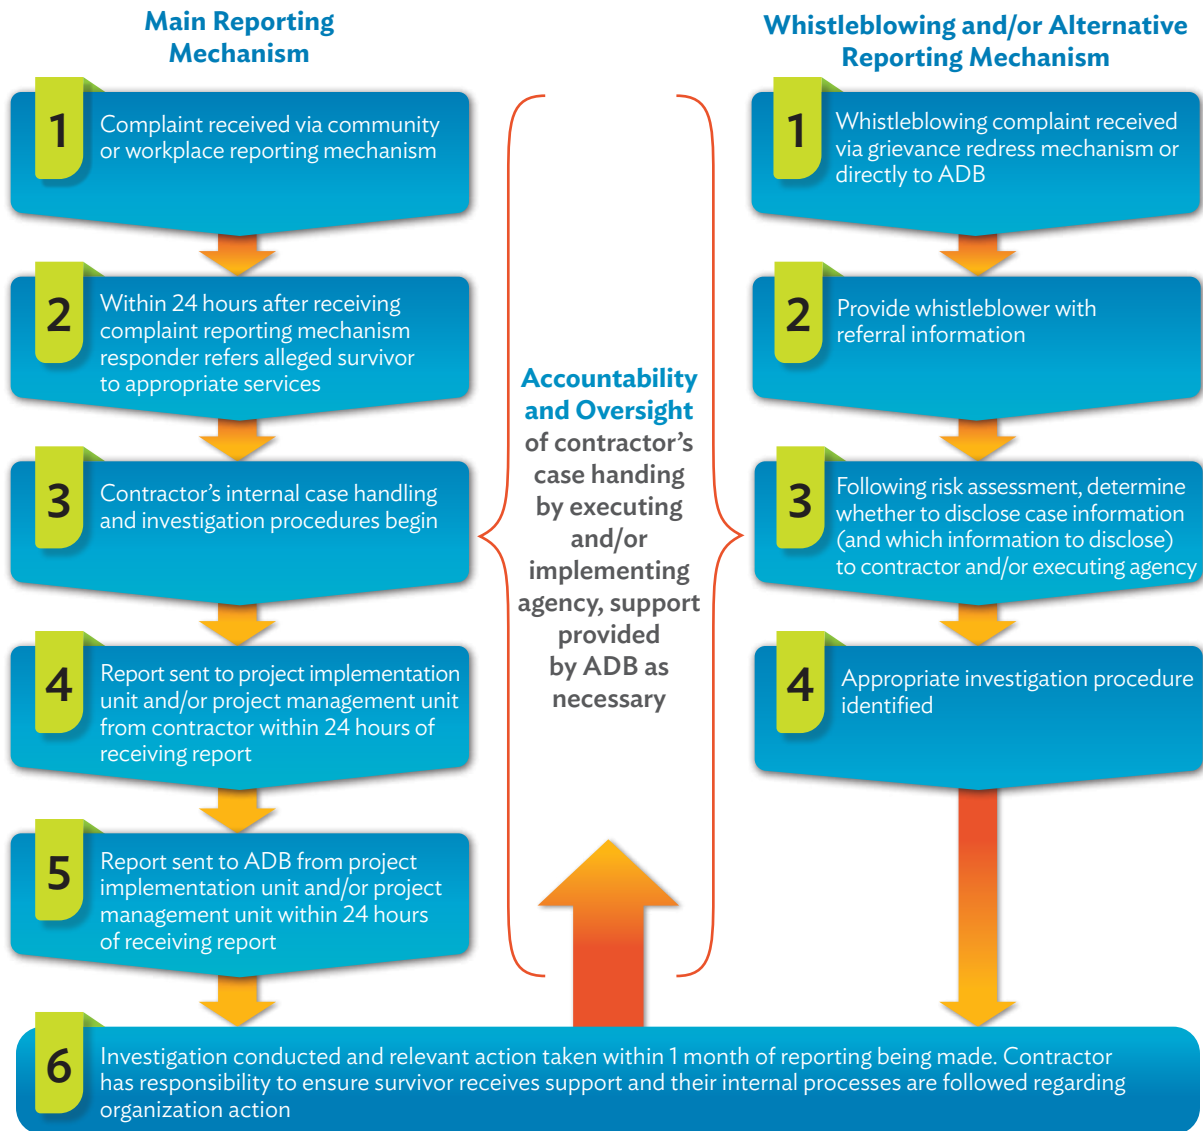 Main Reporting
Mechanism
1
Complaint received via community
or workplace reporting mechanism
2
Within 24 hours after receiving
complaint reporting mechanism
responder refers alleged survivor
to appropriate services
3
Contractor's internal case handling
and investigation procedures begin
4
Report sent to project implementation
unit and/or project management unit
from contractor within 24 hours of
receiving report
5
Report sent to ADB from project
implementation unit and/or project
management unit within 24 hours
of receiving report
Accountability
and Oversight
of contractor's
case handing
by executing
and/or
implementing
agency, support
provided
by ADB as
necessary
Whistleblowing and/or Alternative
Reporting Mechanism
1
Whistleblowing complaint received
via grievance redress mechanism or
directly to ADB
2
Provide whistleblower with
referral information
3
Following risk assessment, determine
whether to disclose case information
(and which information to disclose)
to contractor and/or executing agency
4
Appropriate investigation procedure
identified
6
Investigation conducted and relevant action taken within 1 month of reporting being made. Contractor
has responsibility to ensure survivor receives support and their internal processes are followed regarding
organization action